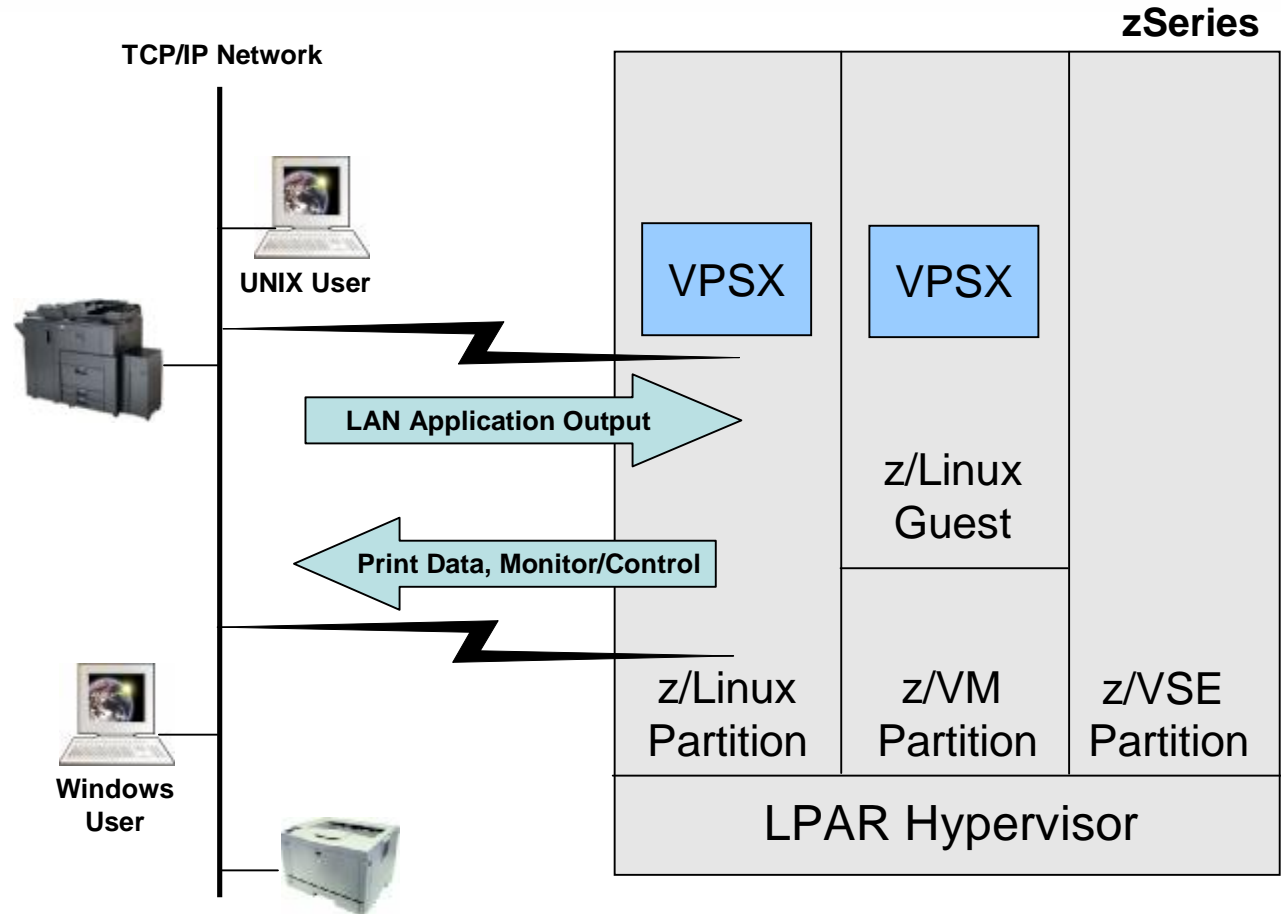 zSeries
TCP/IP Network
UNIX User
VPSX
VPSX
LAN Application Output
z/Linux
Guest
Print Data, Monitor/Control
z/Linux
Partition
z/VM
Partition
z/VSE
Partition
Windows
User
LPAR Hypervisor